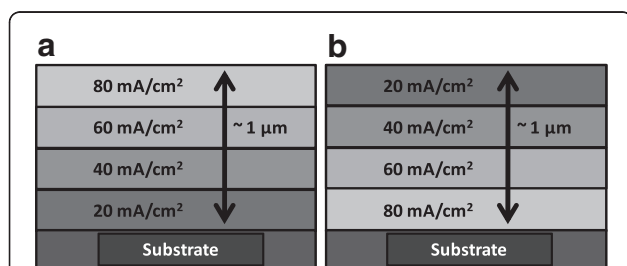 a
80 mA/cm²
60 mA/cm²
~ 1 μm
40 mA/cm²
20 mA/cm²
Substrate
b
20 mA/cm²
40 mA/cm²
~ 1 μm
60 mA/cm²
80 mA/cm²
Substrate